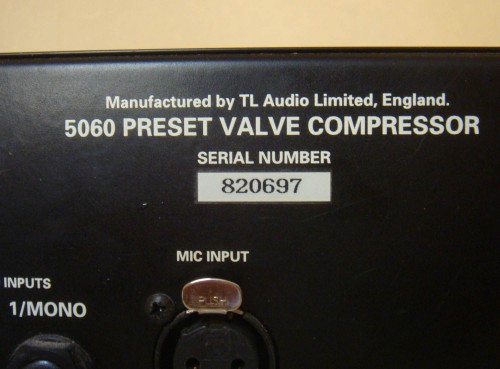 Manufactured by TL Audio Limited, England.
5060 PRESET VALVE COMPRESSOR
SERIAL NUMBER
820697
MIC INPUT
INPUTS
1/MONO
PUSH